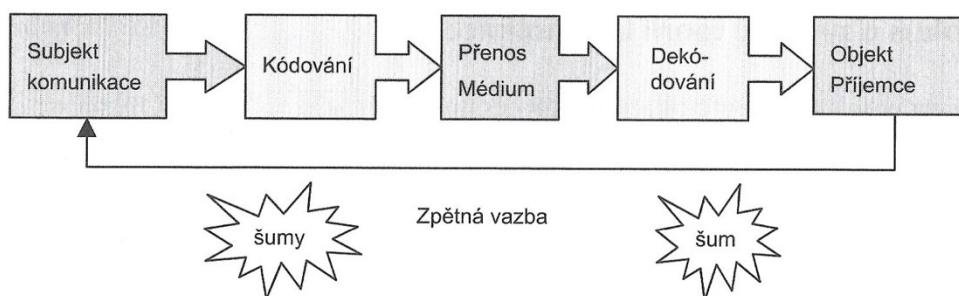 Subjekt
komunikace
Kódování
Přenos
Médium
Dekó-
dování
Objekt
Příjemce
Zpětná vazba
šumy
šum